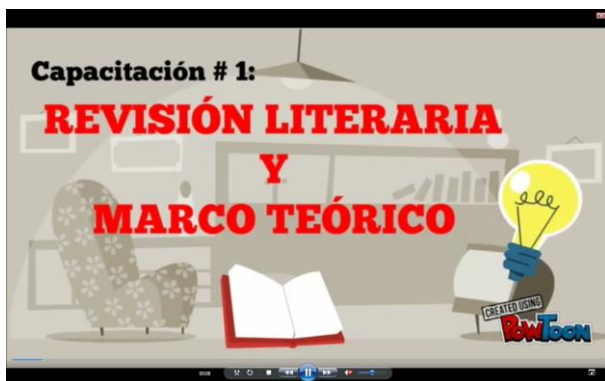 Capacitación # 1:
REVISIÓN LITERARIA
Y
MARCO TEÓRICO
CREATED USING
POWTOON